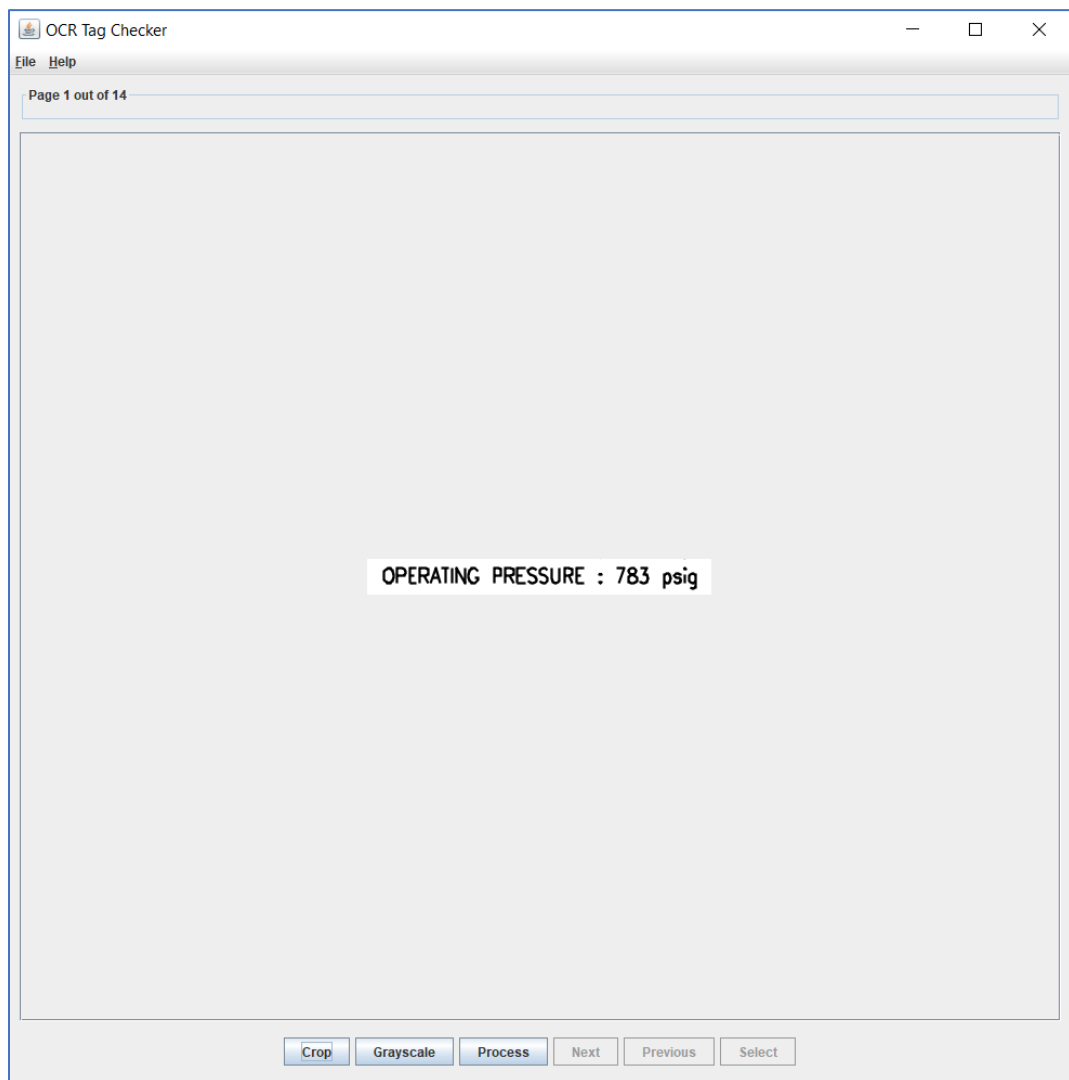 OCR Tag Checker
File Help
Page 1 out of 14
OPERATING PRESSURE : 783 psig
Crop Grayscale Process Next Previous Select